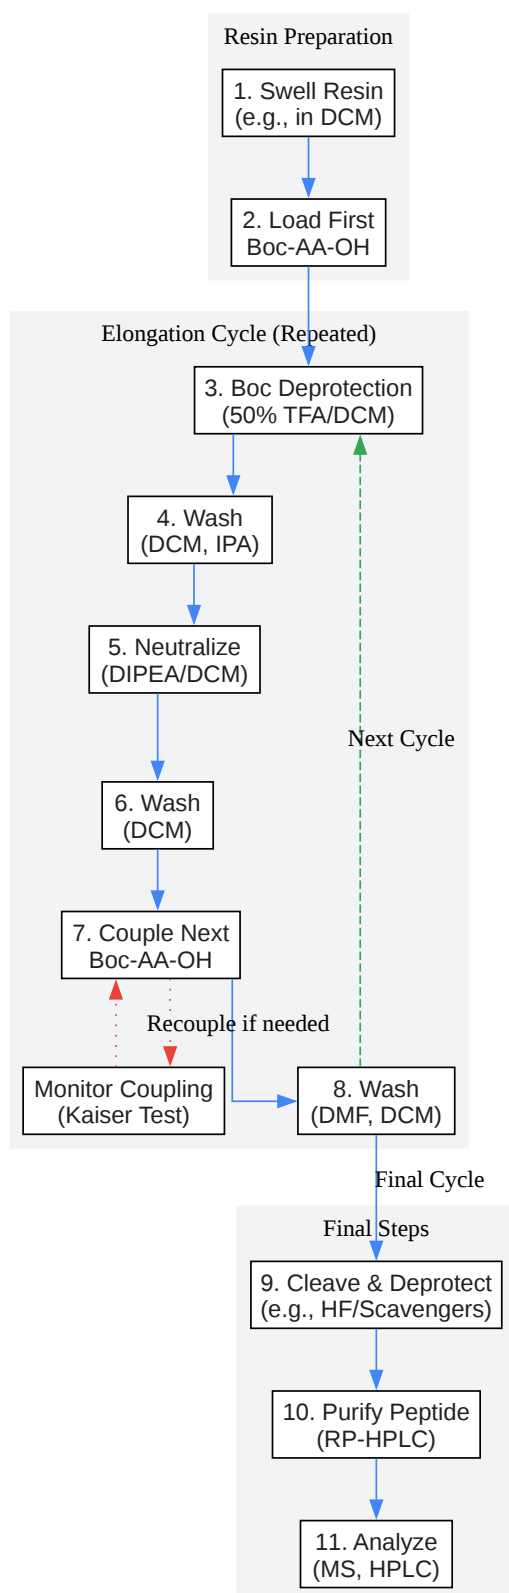 Resin Preparation
1. Swell Resin
(e.g., in DCM)
2. Load First
Boc-AA-OH
Elongation Cycle (Repeated)
3. Boc Deprotection
(50% TFA/DCM)
4. Wash
(DCM, IPA)
5. Neutralize
(DIPEA/DCM)
Next Cycle
6. Wash
(DCM)
7. Couple Next
Boc-AA-OH
Recouple if needed
Monitor Coupling
(Kaiser Test)
8. Wash
(DMF, DCM)
Final Cycle
Final Steps
9. Cleave & Deprotect
(e.g., HF/Scavengers)
10. Purify Peptide
(RP-HPLC)
11. Analyze
(MS, HPLC)